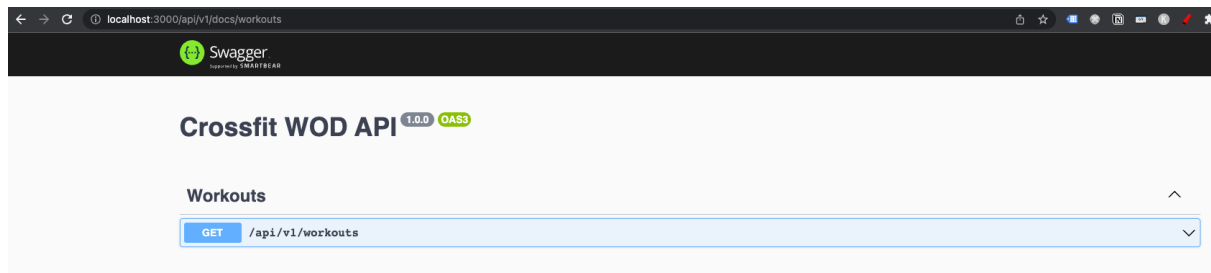 localhost:3000/api/v1/docs/workouts
Swagger.
Supported by SMARTBEAR
Crossfit WOD API 1.0.0 OAS3
Workouts
GET /api/v1/workouts